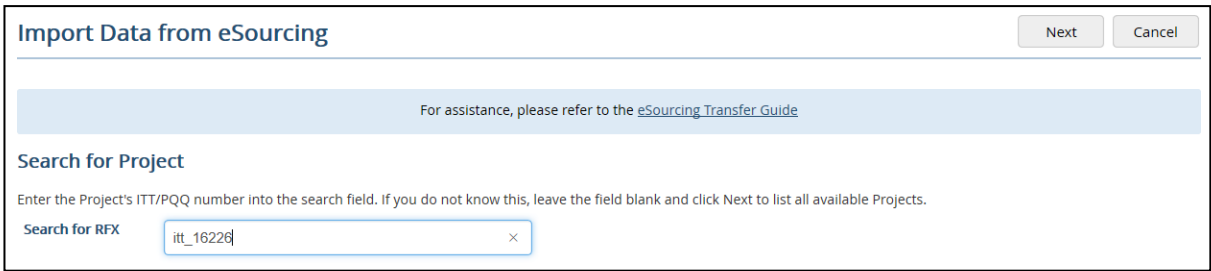 Import Data from eSourcing
Next
Cancel
For assistance, please refer to the eSourcing Transfer Guide
Search for Project
Enter the Project's ITT/PQQ number into the search field. If you do not know this, leave the field blank and click Next to list all available Projects.
Search for RFX
itt_16226